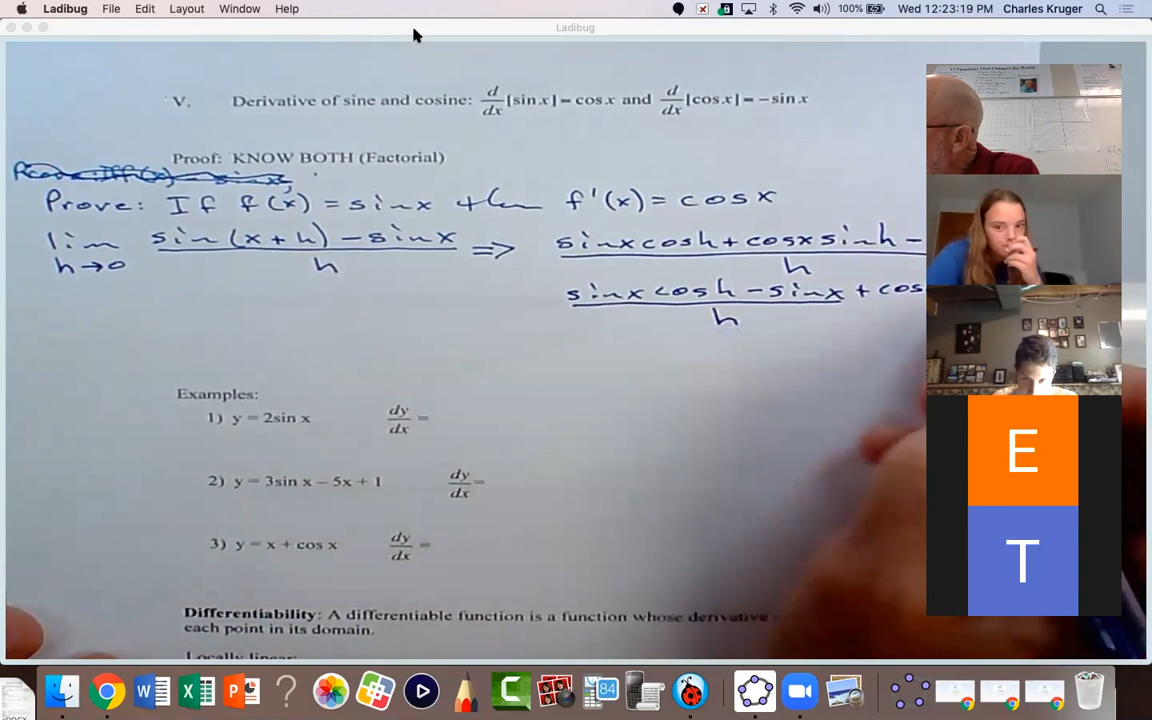 Ladibug File Edit Layout Window Help 100% Wed 12:23:19 PM Charles Kruger
Ladibug
V. Derivative of sine and cosine: d/dx [sin x] = cos x and d/dx [cos x] = − sin x
Proof: KNOW BOTH (Factorial)
Prove: If f(x) = sinx then f'(x) = cosx
lim h→0 sin(x+h) − sinx / h ⇒ sinxcosh + cosxsinh − / h
sinxcosh − sinx + cos / h
Examples:
1) y = 2sin x dy/dx =
2) y = 3sin x − 5x + 1 dy/dx =
3) y = x + cos x dy/dx =
Differentiability: A differentiable function is a function whose derivative
each point in its domain.
Locally linear:
E
T
84